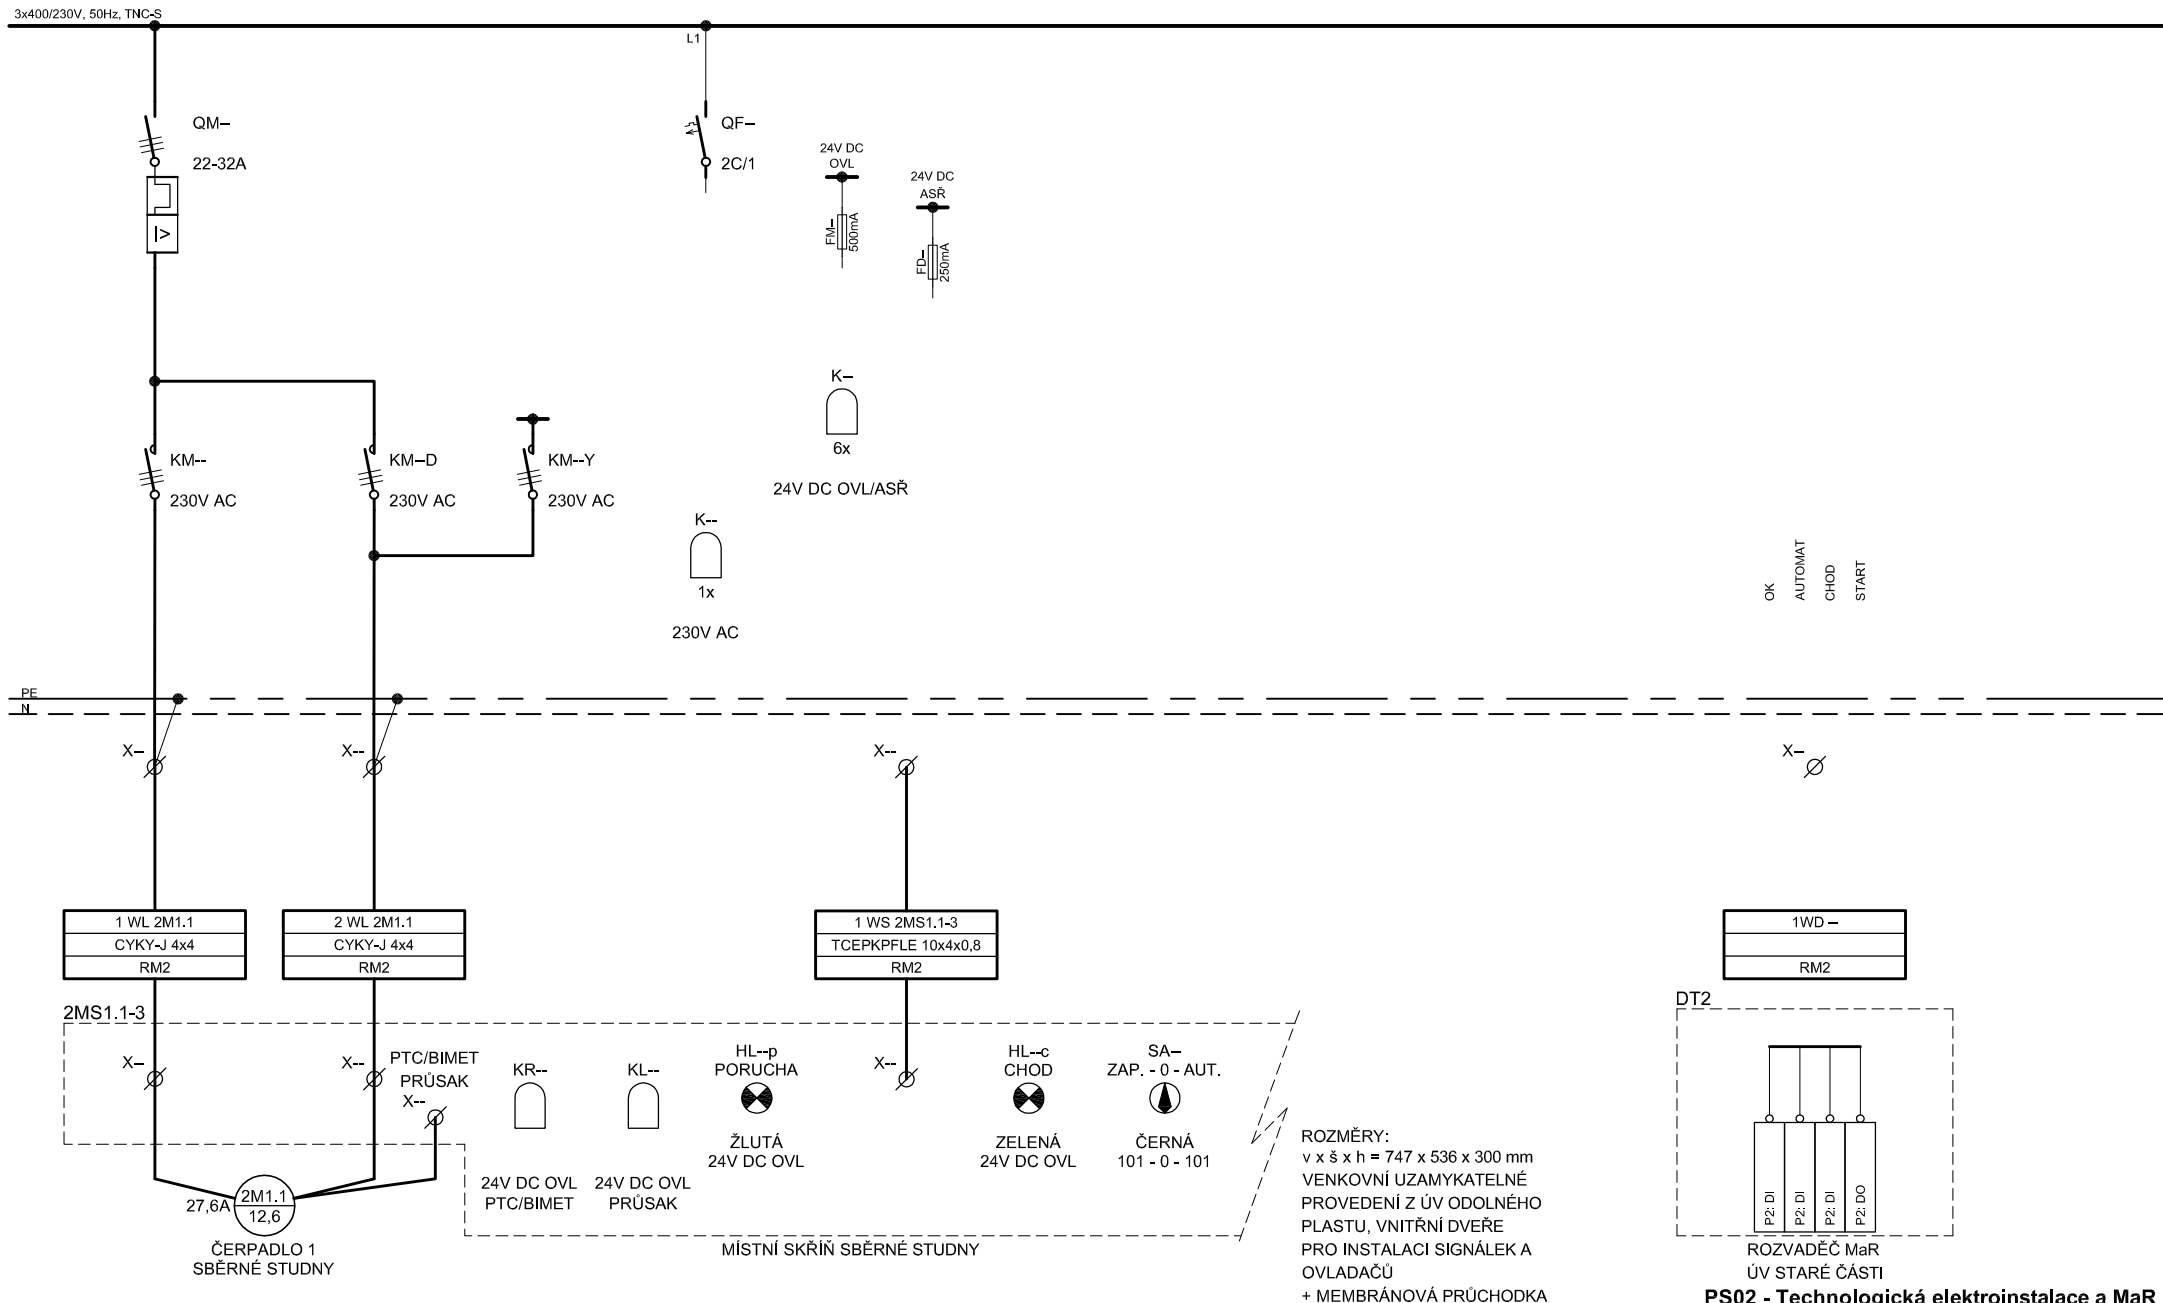 3x400/230V, 50Hz, TNC-S
L1
QM–
22-32A
QF–
2C/1
24V DC
OVL
FM–
500mA
24V DC
ASŘ
FD–
250mA
K–
6x
24V DC OVL/ASŘ
KM--
230V AC
KM–D
230V AC
KM--Y
230V AC
K--
1x
230V AC
OK
AUTOMAT
CHOD
START
PE
N
X–
X--
X--
X–
1 WL 2M1.1
CYKY-J 4x4
RM2
2 WL 2M1.1
CYKY-J 4x4
RM2
1 WS 2MS1.1-3
TCEPKPFLE 10x4x0,8
RM2
1WD –
RM2
2MS1.1-3
X–
X--
PTC/BIMET
PRŮSAK
X--
KR--
24V DC OVL
PTC/BIMET
KL--
24V DC OVL
PRŮSAK
HL--p
PORUCHA
ŽLUTÁ
24V DC OVL
X--
HL--c
CHOD
ZELENÁ
24V DC OVL
SA–
ZAP. - 0 - AUT.
ČERNÁ
101 - 0 - 101
27,6A
2M1.1
12,6
ČERPADLO 1
SBĚRNÉ STUDNY
MÍSTNÍ SKŘÍŇ SBĚRNÉ STUDNY
ROZMĚRY:
v x š x h = 747 x 536 x 300 mm
VENKOVNÍ UZAMYKATELNÉ
PROVEDENÍ Z ÚV ODOLNÉHO
PLASTU, VNITŘNÍ DVEŘE
PRO INSTALACI SIGNÁLEK A
OVLADAČŮ
+ MEMBRÁNOVÁ PRŮCHODKA
DT2
P2: DI
P2: DI
P2: DI
P2: DO
ROZVADĚČ MaR
ÚV STARÉ ČÁSTI
PS02 - Technologická elektroinstalace a MaR